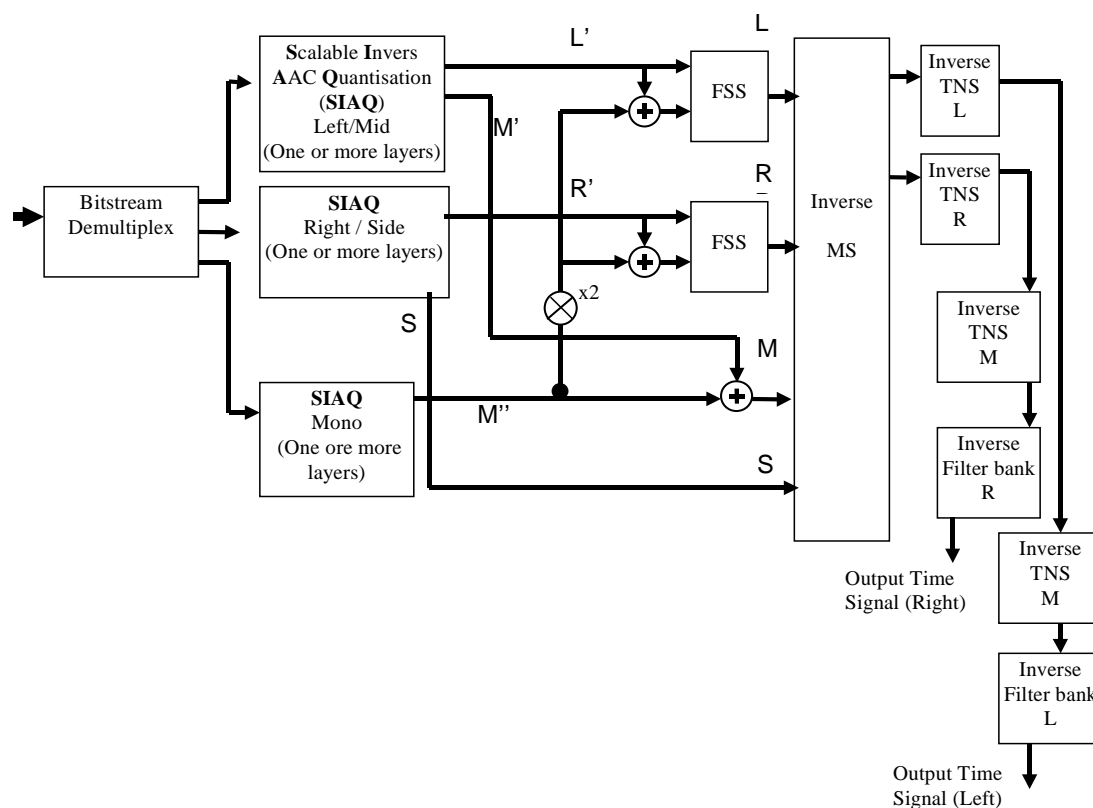 Scalable Invers
AAC Quantisation
(SIAQ)
Left/Mid
(One or more layers)
Bitstream
Demultiplex
SIAQ
Right / Side
(One or more layers)
SIAQ
Mono
(One ore more
layers)
L’
M’
R’
S
M’’
x2
+
+
+
L
FSS
R
FSS
M
S
Inverse
MS
Inverse
TNS
L
Inverse
TNS
R
Inverse
TNS
M
Inverse
Filter bank
R
Output Time
Signal (Right)
Inverse
TNS
M
Inverse
Filter bank
L
Output Time
Signal (Left)